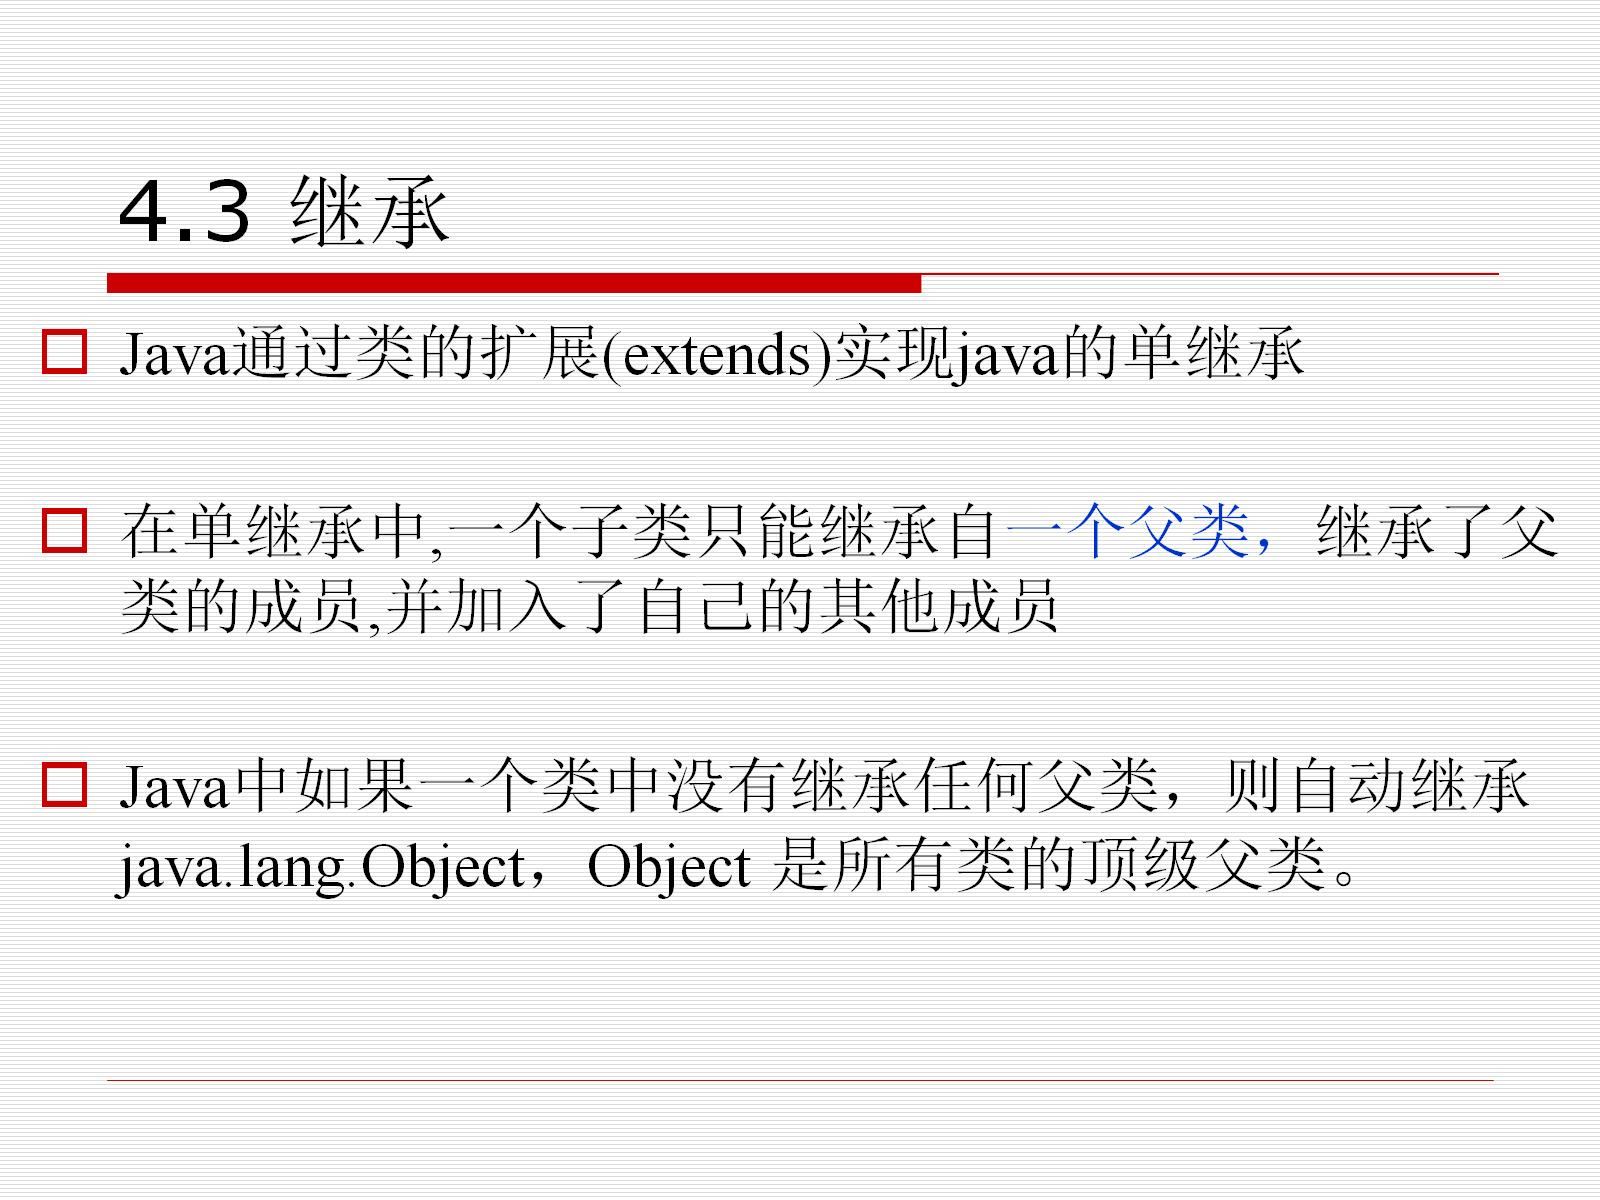 4.3 继承
Java通过类的扩展(extends)实现java的单继承
在单继承中,一个子类只能继承自一个父类，继承了父
类的成员,并加入了自己的其他成员
Java中如果一个类中没有继承任何父类，则自动继承
java.lang.Object，Object 是所有类的顶级父类。